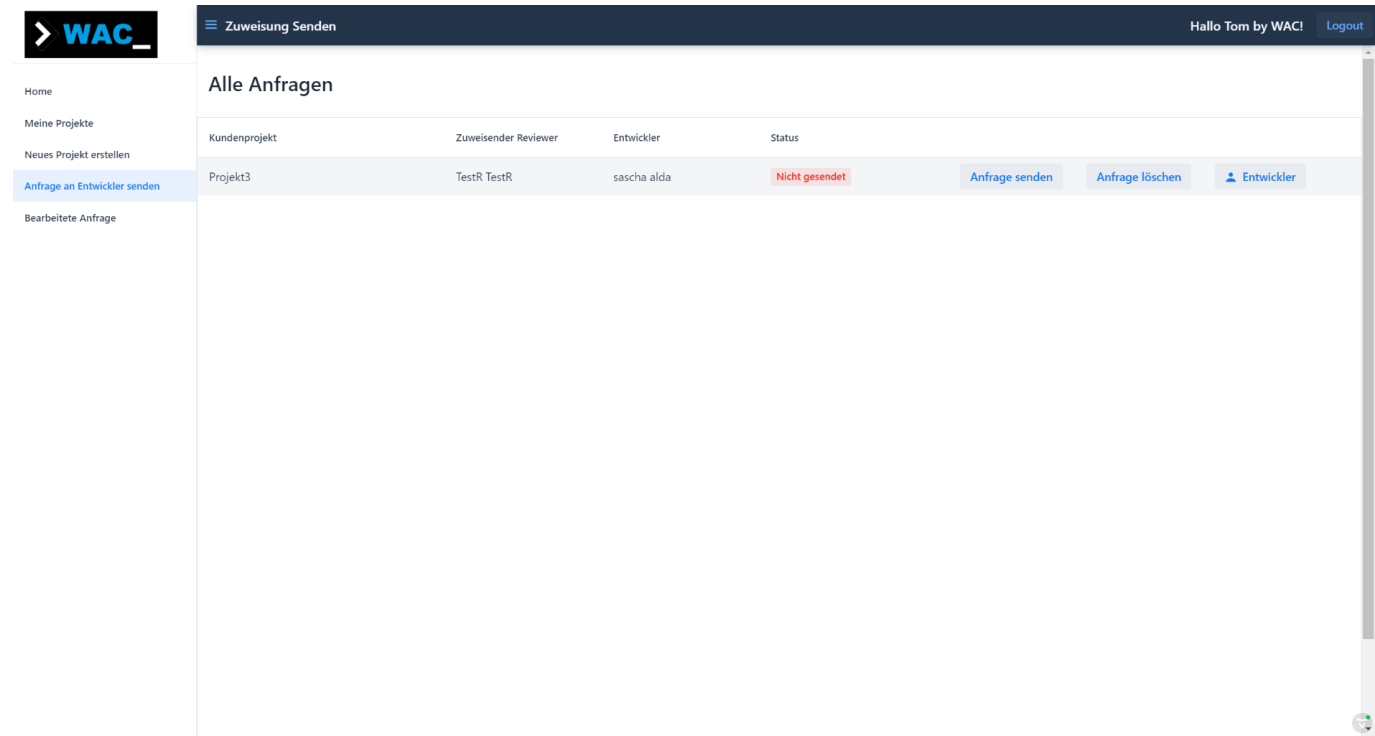 WAC_
Zuweisung Senden
Hallo Tom by WAC!
Logout
Home
Meine Projekte
Neues Projekt erstellen
Anfrage an Entwickler senden
Bearbeitete Anfrage
Alle Anfragen
Kundenprojekt Zuweisender Reviewer Entwickler Status
Projekt3 TestR TestR sascha alda Nicht gesendet Anfrage senden Anfrage löschen Entwickler